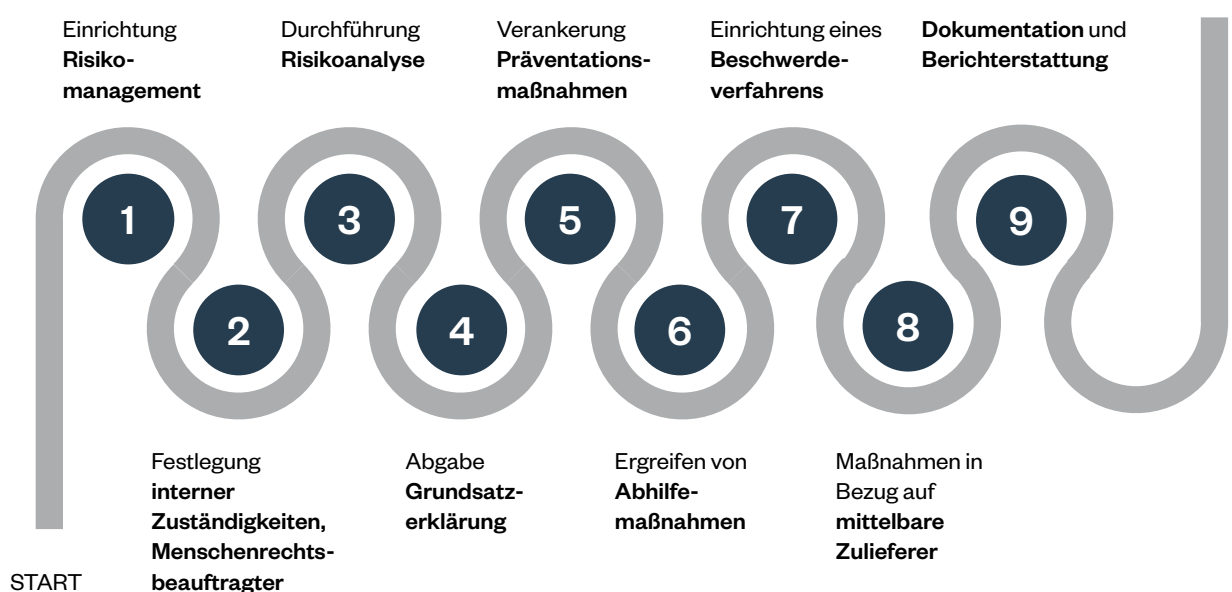 Einrichtung
Risiko-
management
Durchführung
Risikoanalyse
Verankerung
Präventations-
maßnahmen
Einrichtung eines
Beschwerde-
verfahrens
Dokumentation und
Berichterstattung
1
2
3
4
5
6
7
8
9
Festlegung
interner
Zuständigkeiten,
Menschenrechts-
beauftragter
Abgabe
Grundsatz-
erklärung
Ergreifen von
Abhilfe-
maßnahmen
Maßnahmen in
Bezug auf
mittelbare
Zulieferer
START